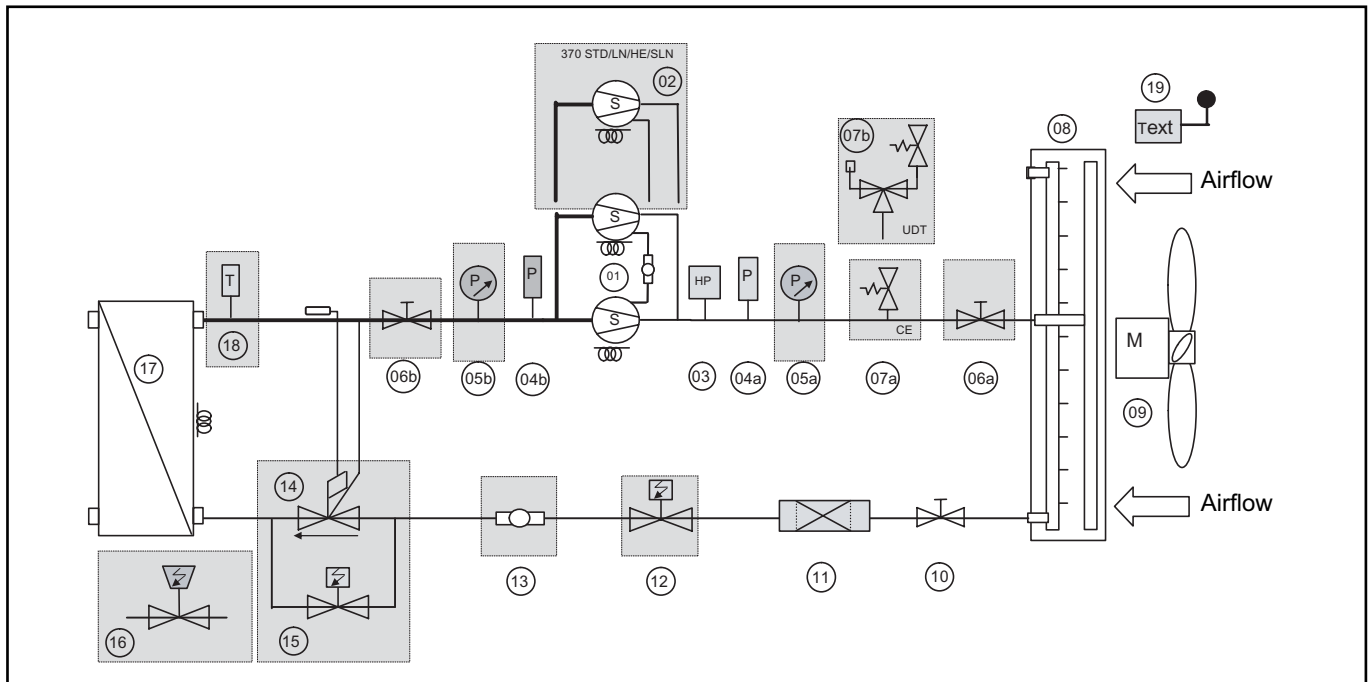 370 STD/LN/HE/SLN
02
S
19
Text
08
07b
Airflow
UDT
S
01
T
P
P
HP
P
P
S
CE
M
17
18
06b
05b
04b
03
04a
05a
07a
06a
09
14
Airflow
13
12
11
10
16
15